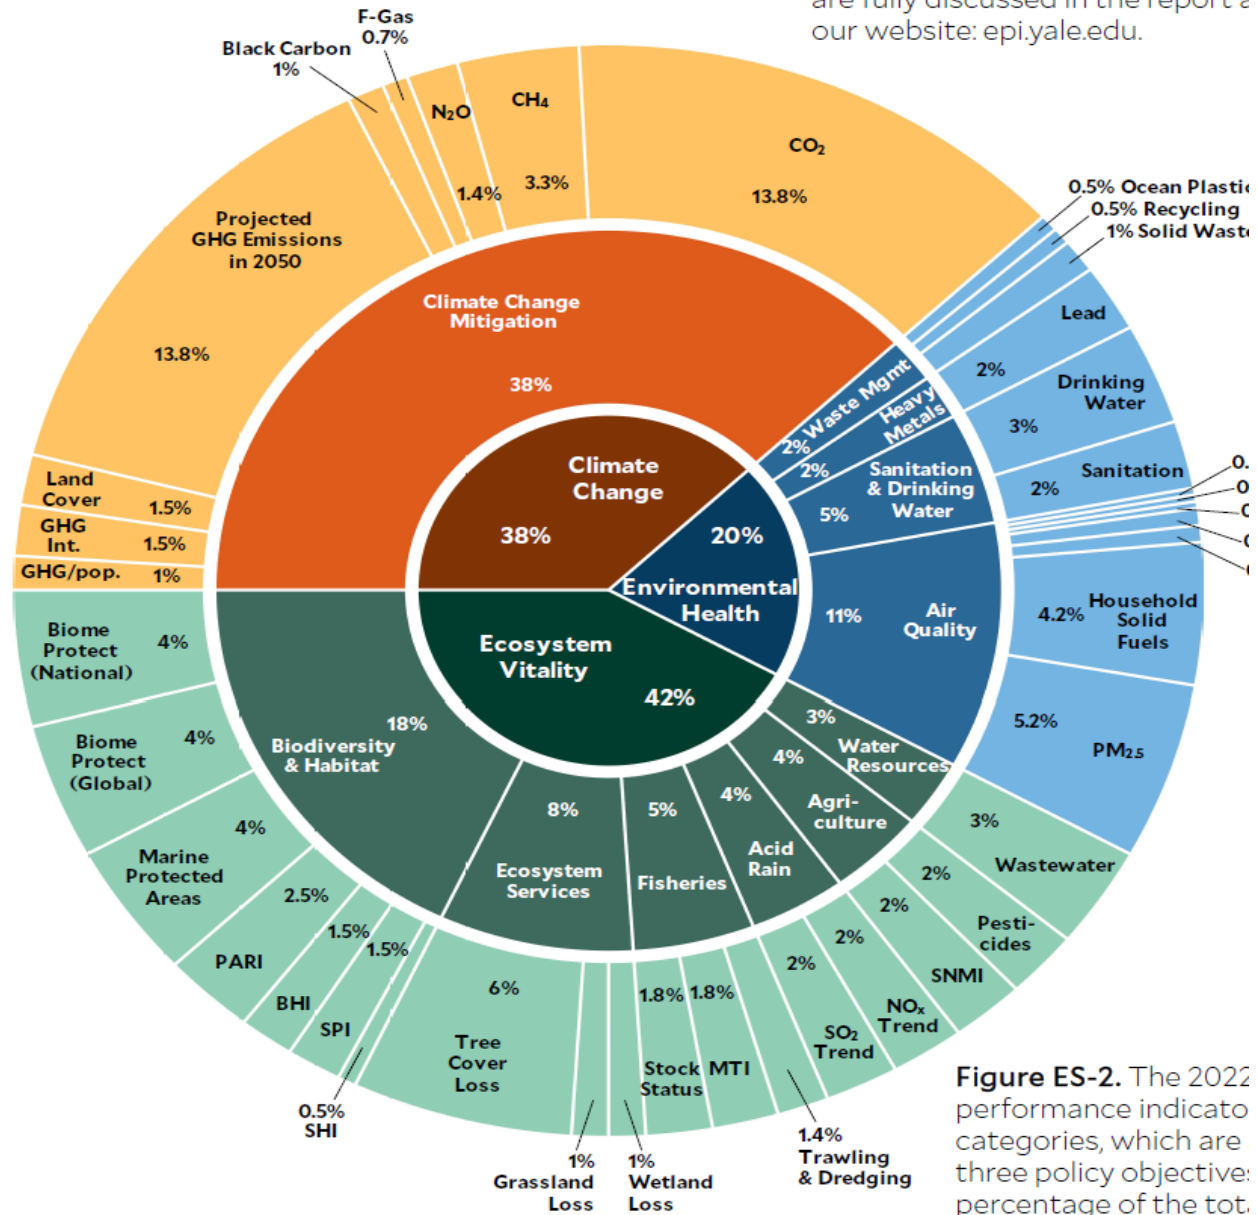 are fully discussed in the report a
our website: epi.yale.edu.
F-Gas
0.7%
Black Carbon
1%
N₂O
1.4%
CH₄
3.3%
CO₂
13.8%
Projected
GHG Emissions
in 2050
13.8%
Land
Cover
1.5%
GHG
Int.
1.5%
GHG/pop.
1%
0.5% Ocean Plastic
0.5% Recycling
1% Solid Waste
Lead
2%
Drinking
Water
3%
Sanitation
2%
0.
0
0
0
Household
Solid
Fuels
4.2%
5.2%
PM₂.₅
Climate Change
Mitigation
38%
2%
Waste Mgmt
2%
Heavy
Metals
Sanitation
& Drinking
Water
5%
11%
Air
Quality
Climate
Change
38%
20%
Environmental
Health
Ecosystem
Vitality
42%
18%
Biodiversity
& Habitat
8%
Ecosystem
Services
5%
Fisheries
4%
Acid
Rain
4%
Agri-
culture
3%
Water
Resources
Biome
Protect
(National)
4%
Biome
Protect
(Global)
4%
Marine
Protected
Areas
4%
PARI
2.5%
BHI
1.5%
SPI
1.5%
0.5%
SHI
6%
Tree
Cover
Loss
1%
Grassland
Loss
1%
Wetland
Loss
1.8%
Stock
Status
1.8%
MTI
1.4%
Trawling
& Dredging
2%
SO₂
Trend
2%
NOₓ
Trend
2%
SNMI
2%
Pesti-
cides
3%
Wastewater
Figure ES-2. The 2022
performance indicato
categories, which are
three policy objectives
percentage of the tota